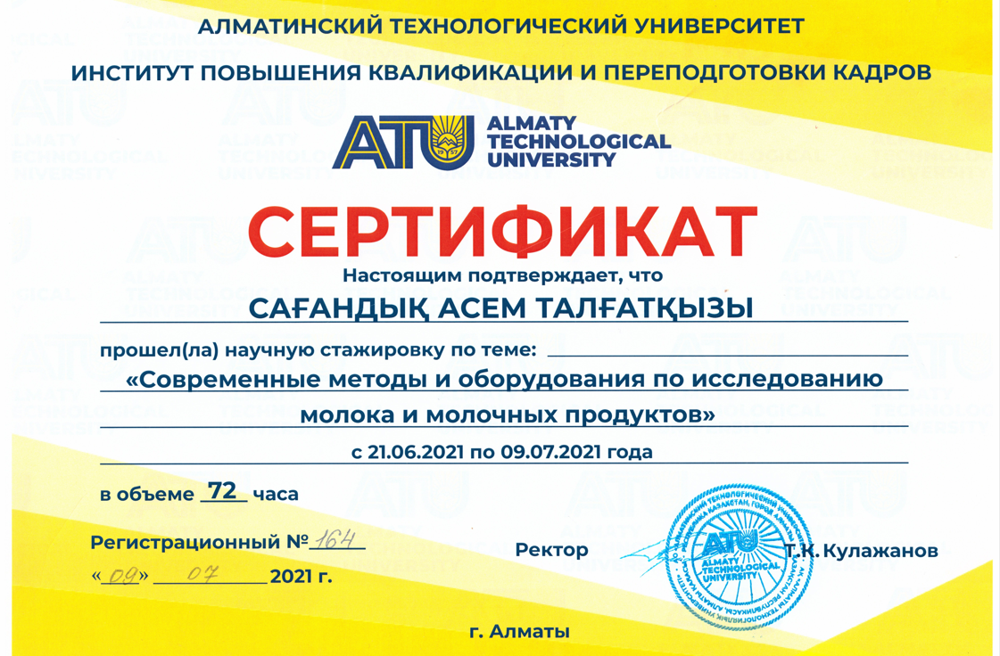 АЛМАТИНСКИЙ ТЕХНОЛОГИЧЕСКИЙ УНИВЕРСИТЕТ
ИНСТИТУТ ПОВЫШЕНИЯ КВАЛИФИКАЦИИ И ПЕРЕПОДГОТОВКИ КАДРОВ
ATU
19 57
ALMATY
TECHNOLOGICAL
UNIVERSITY
СЕРТИФИКАТ
Настоящим подтверждает, что
САҒАНДЫҚ АСЕМ ТАЛҒАТҚЫЗЫ
прошел(ла) научную стажировку по теме:
«Современные методы и оборудования по исследованию
молока и молочных продуктов»
с 21.06.2021 по 09.07.2021 года
в объеме 72 часа
Регистрационный № 164
«09» 07 2021 г.
Ректор
Т.К. Кулажанов
ATU
ALMATY
TECHNOLOGICAL
UNIVERSITY
г. Алматы